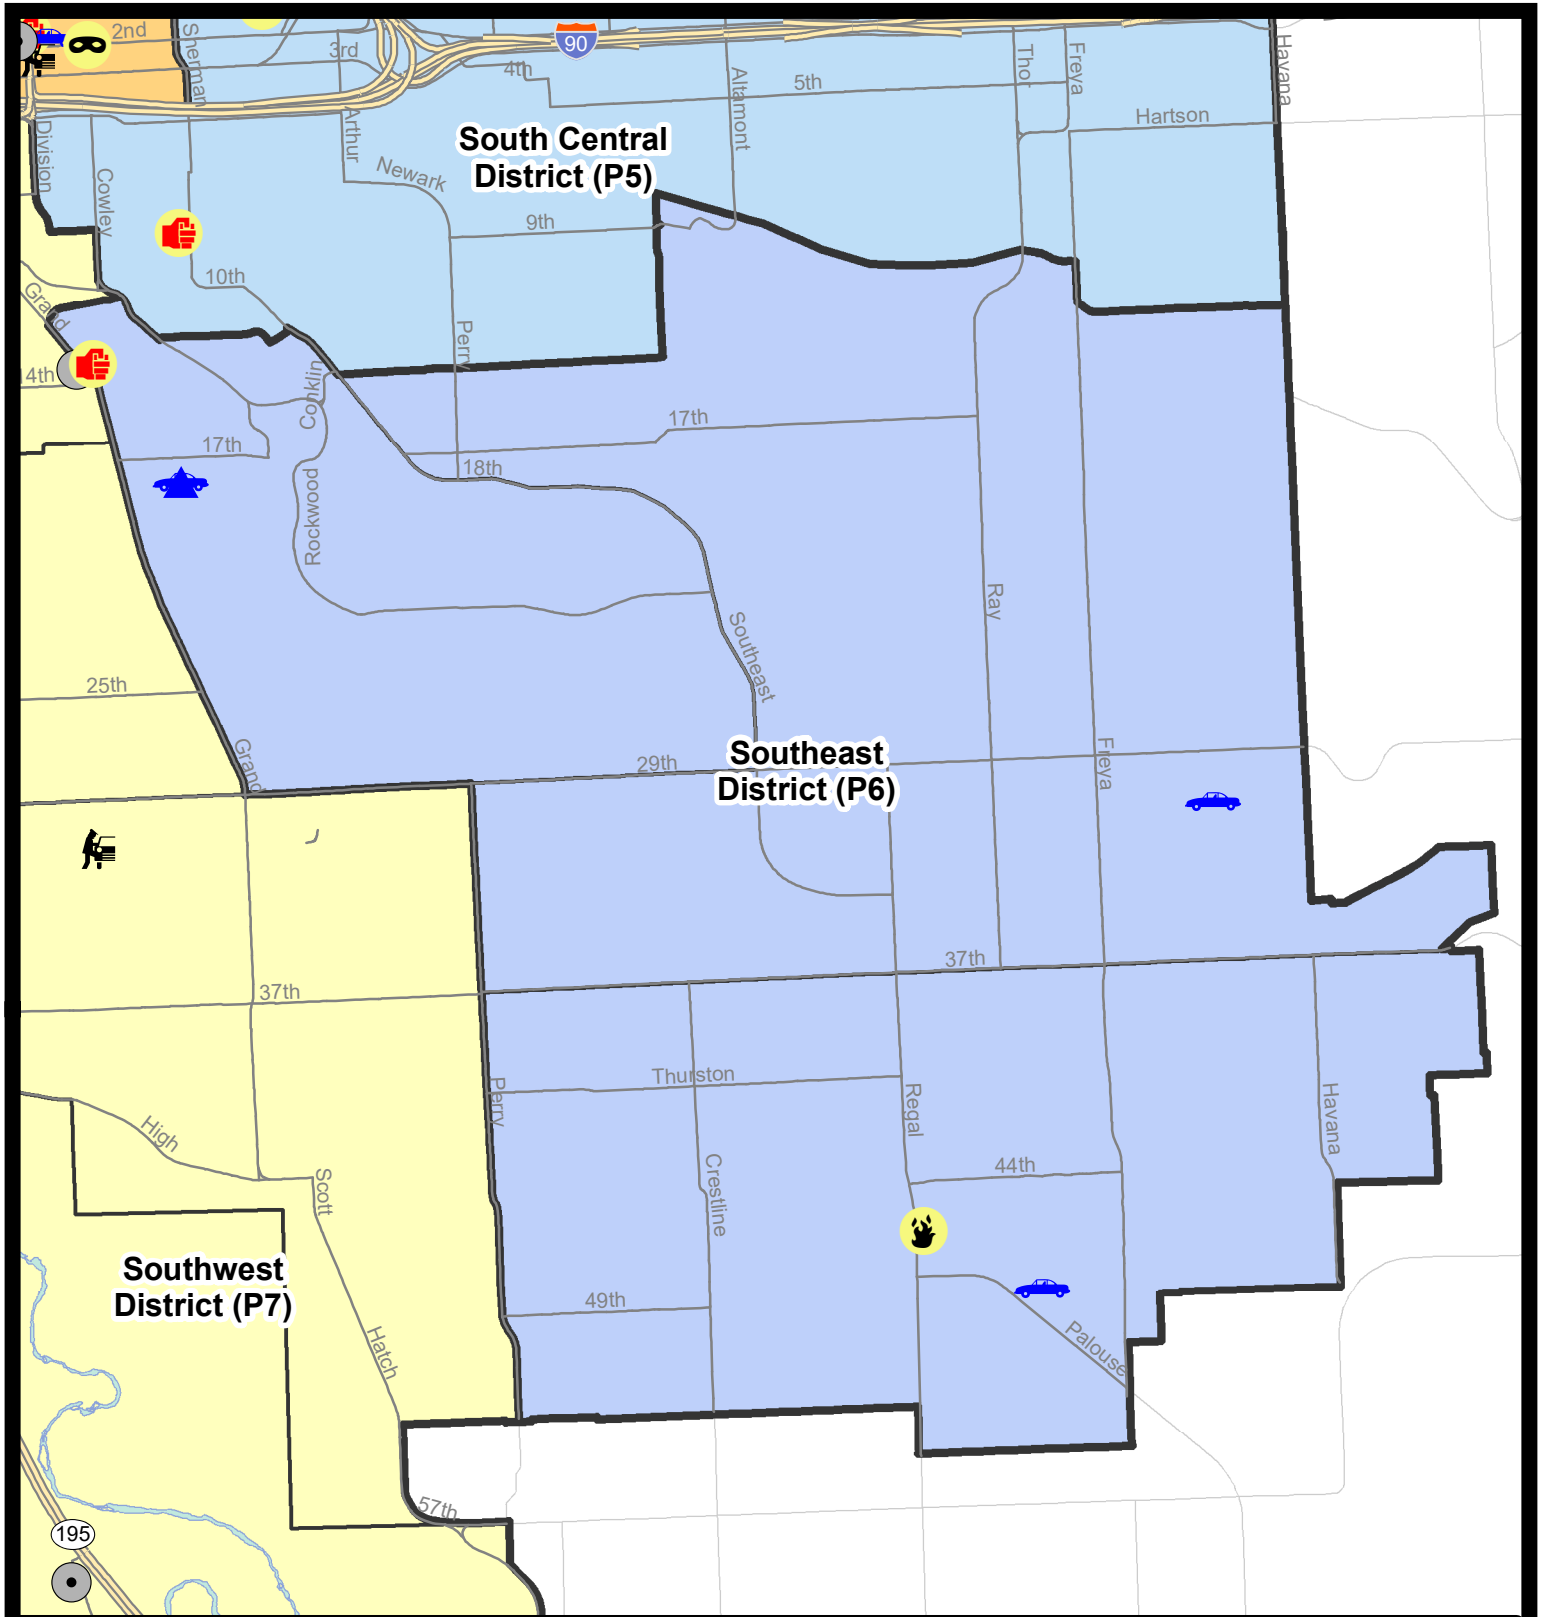 2nd
Sherman
3rd
90
4th
Altamont
5th
Thor
Freya
Havana
Hartson
Division
Arthur
South Central
District (P5)
Newark
Cowley
9th
10th
Grand
Perry
14th
Conklin
17th
17th
18th
Rockwood
Ray
Southeast
25th
Grand
29th
Southeast
District (P6)
Freya
37th
37th
Thurston
Perry
Regal
Havana
High
44th
Scott
Crestline
Southwest
District (P7)
49th
Hatch
Palouse
57th
195